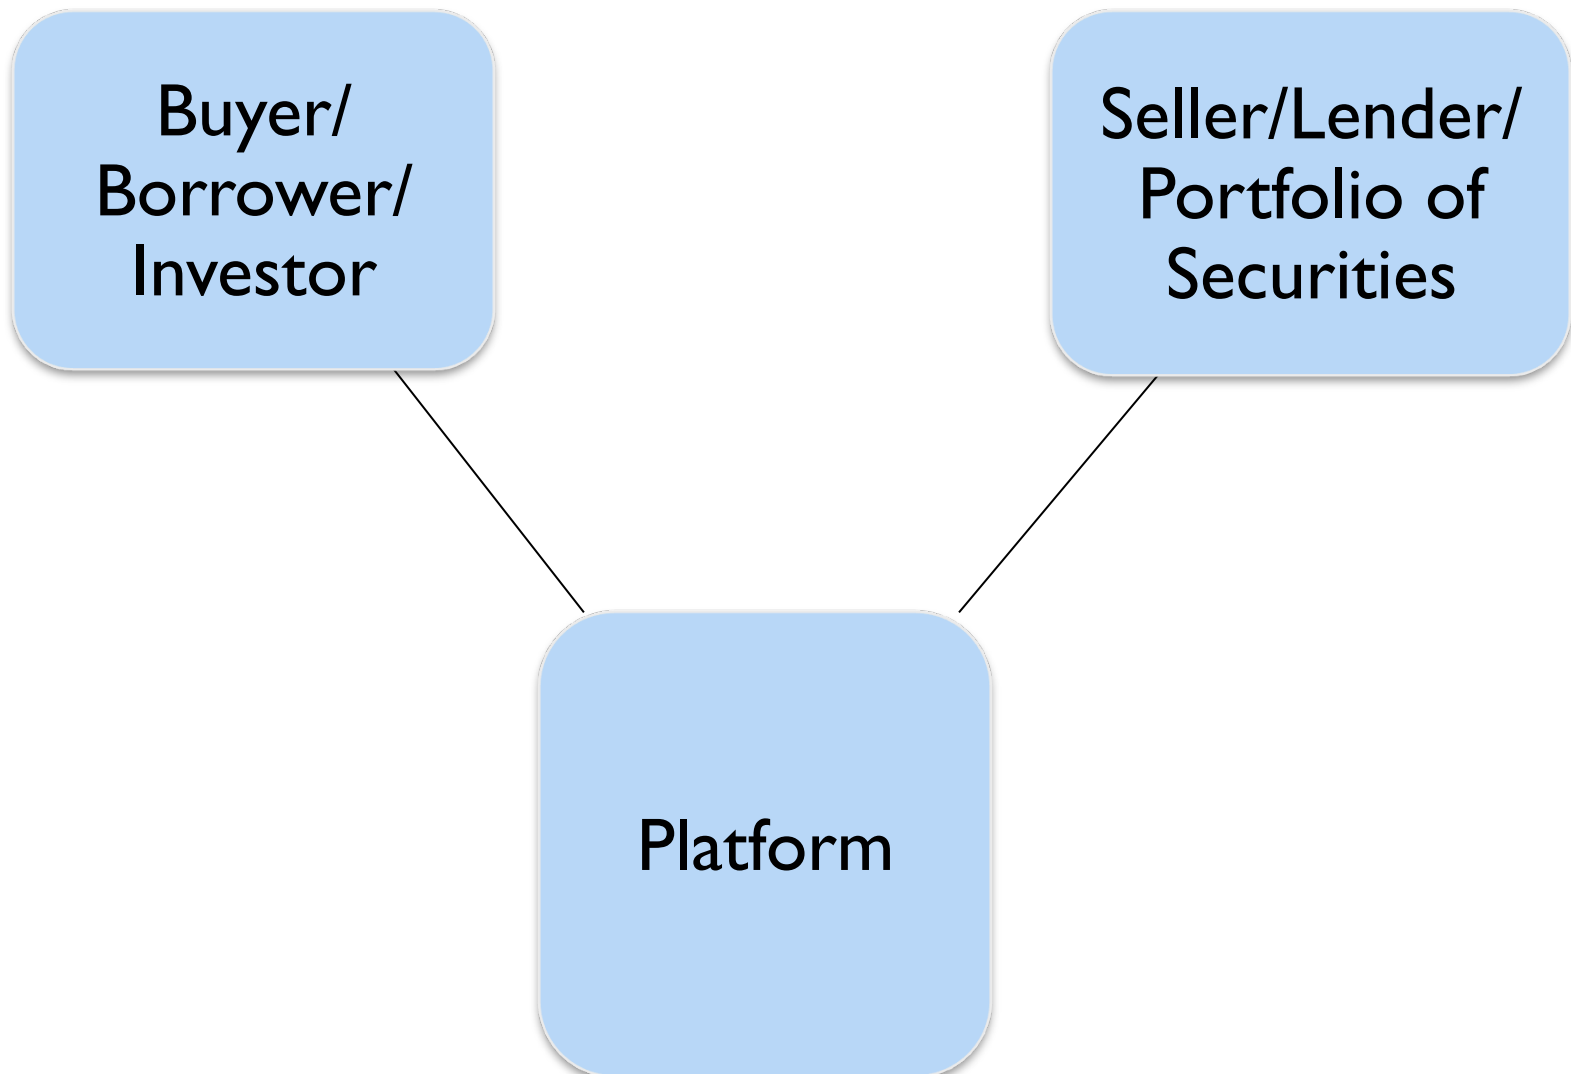 Buyer/
Borrower/
Investor
Seller/Lender/
Portfolio of
Securities
Platform